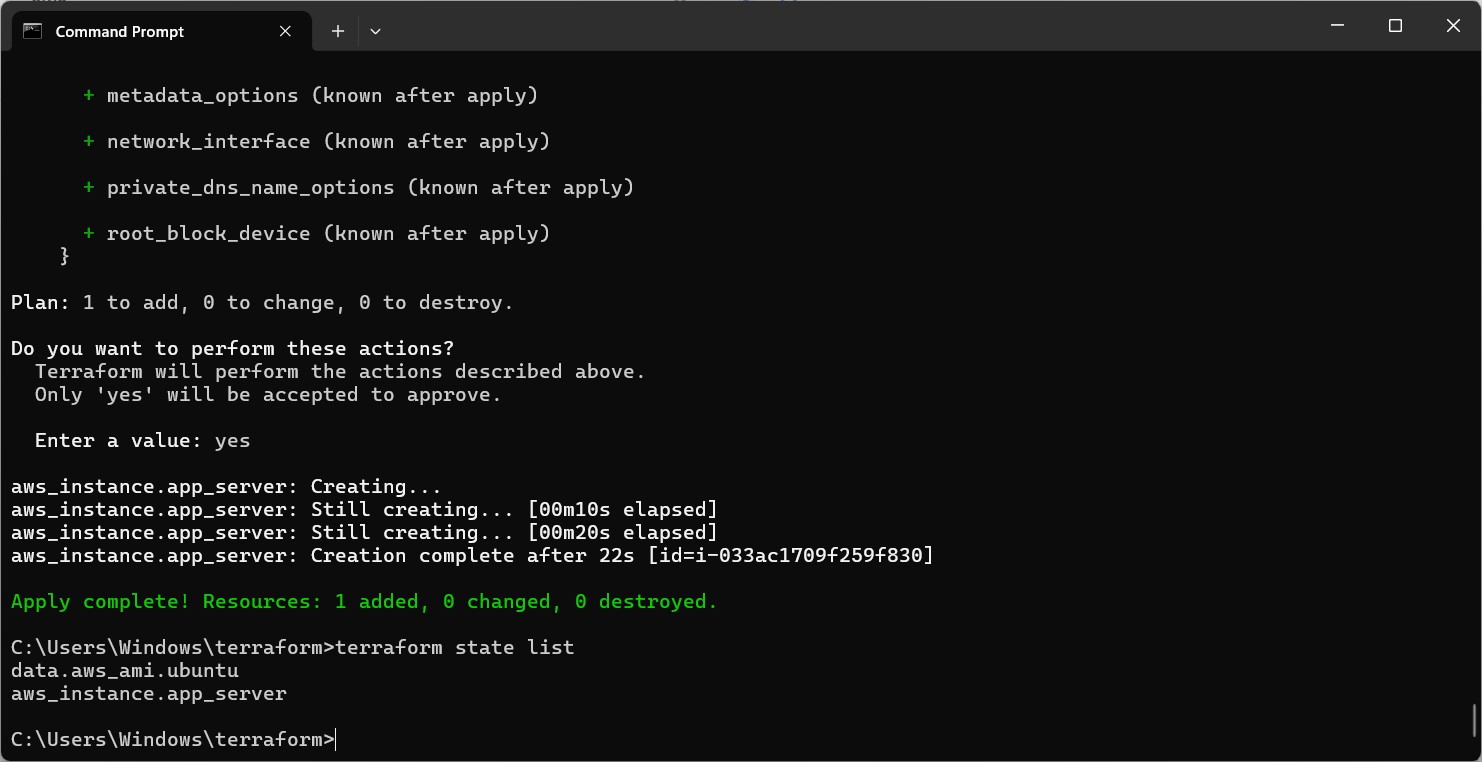 Command Prompt
+ metadata_options (known after apply)
+ network_interface (known after apply)
+ private_dns_name_options (known after apply)
+ root_block_device (known after apply)
}
Plan: 1 to add, 0 to change, 0 to destroy.
Do you want to perform these actions?
Terraform will perform the actions described above.
Only 'yes' will be accepted to approve.
Enter a value: yes
aws_instance.app_server: Creating...
aws_instance.app_server: Still creating... [00m10s elapsed]
aws_instance.app_server: Still creating... [00m20s elapsed]
aws_instance.app_server: Creation complete after 22s [id=i-033ac1709f259f830]
Apply complete! Resources: 1 added, 0 changed, 0 destroyed.
C:\Users\Windows\terraform>terraform state list
data.aws_ami.ubuntu
aws_instance.app_server
C:\Users\Windows\terraform>